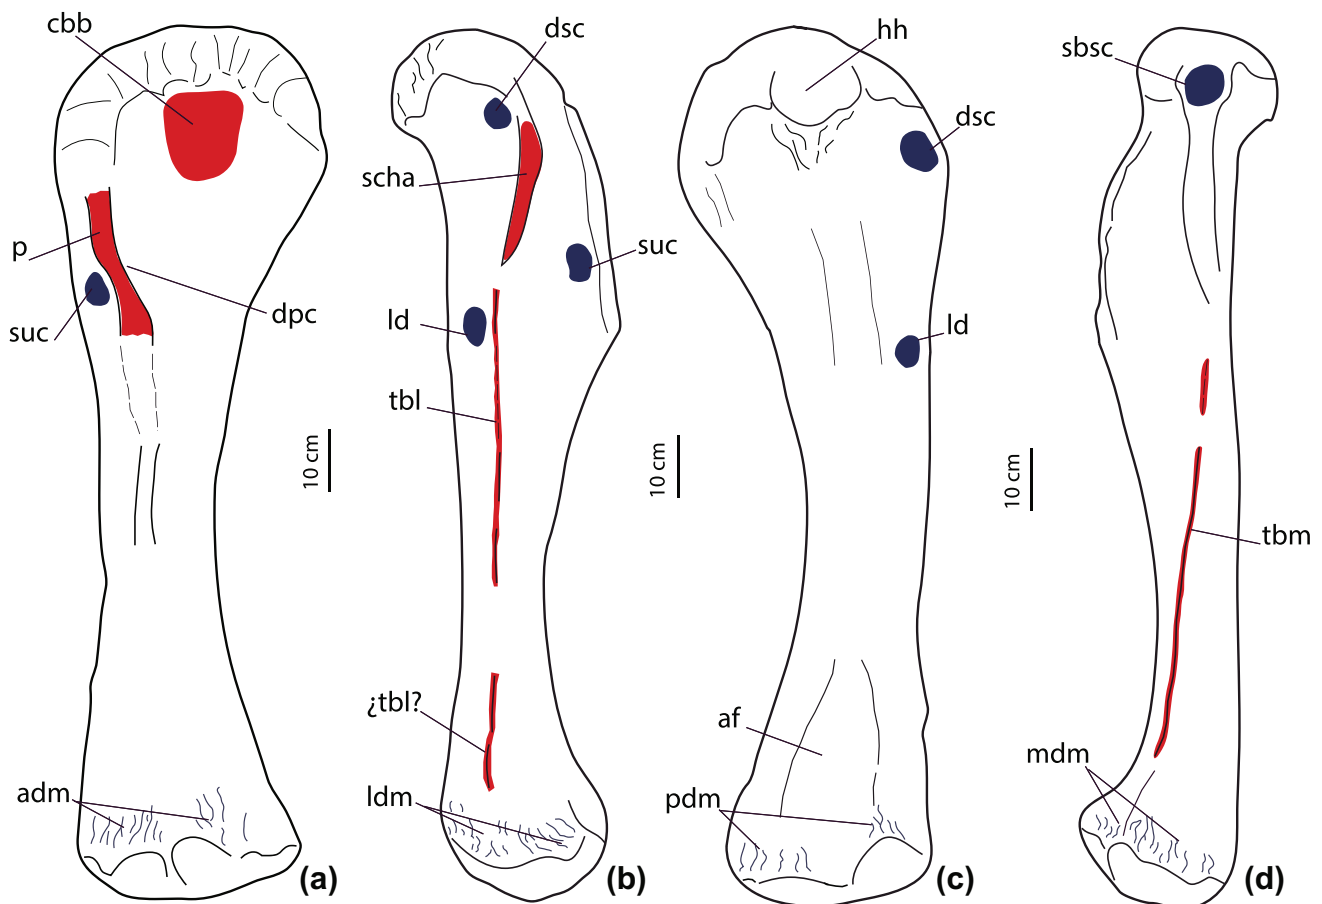 cbb
p
suc
dpc
10 cm
adm
(a)
dsc
scha
suc
ld
tbl
¿tbl?
ldm
(b)
hh
dsc
ld
10 cm
af
pdm
(c)
sbsc
10 cm
tbm
mdm
(d)